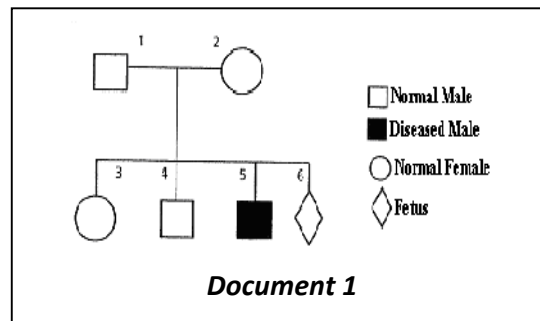 1 2
Normal Male
Diseased Male
3 4 5 6
Normal Female
Fetus
Document 1